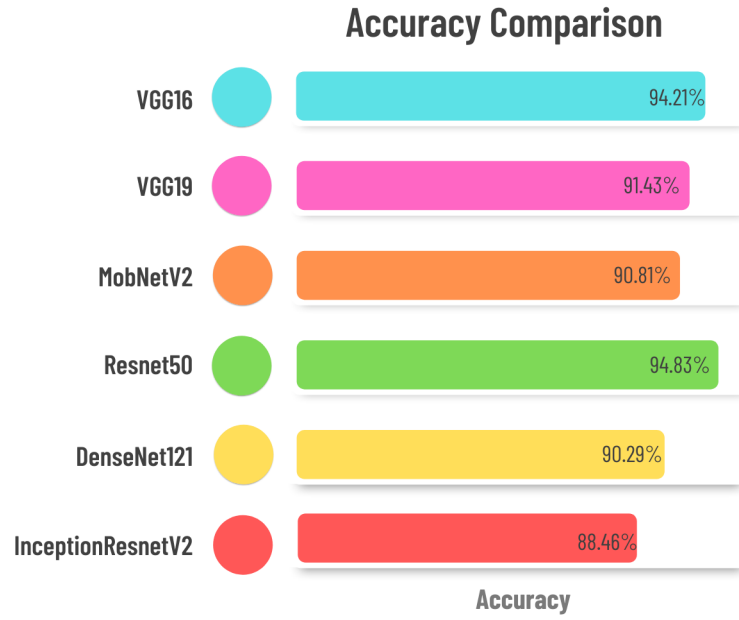 Accuracy Comparison
VGG16 94.21%
VGG19 91.43%
MobNetV2 90.81%
Resnet50 94.83%
DenseNet121 90.29%
InceptionResnetV2 88.46%
Accuracy